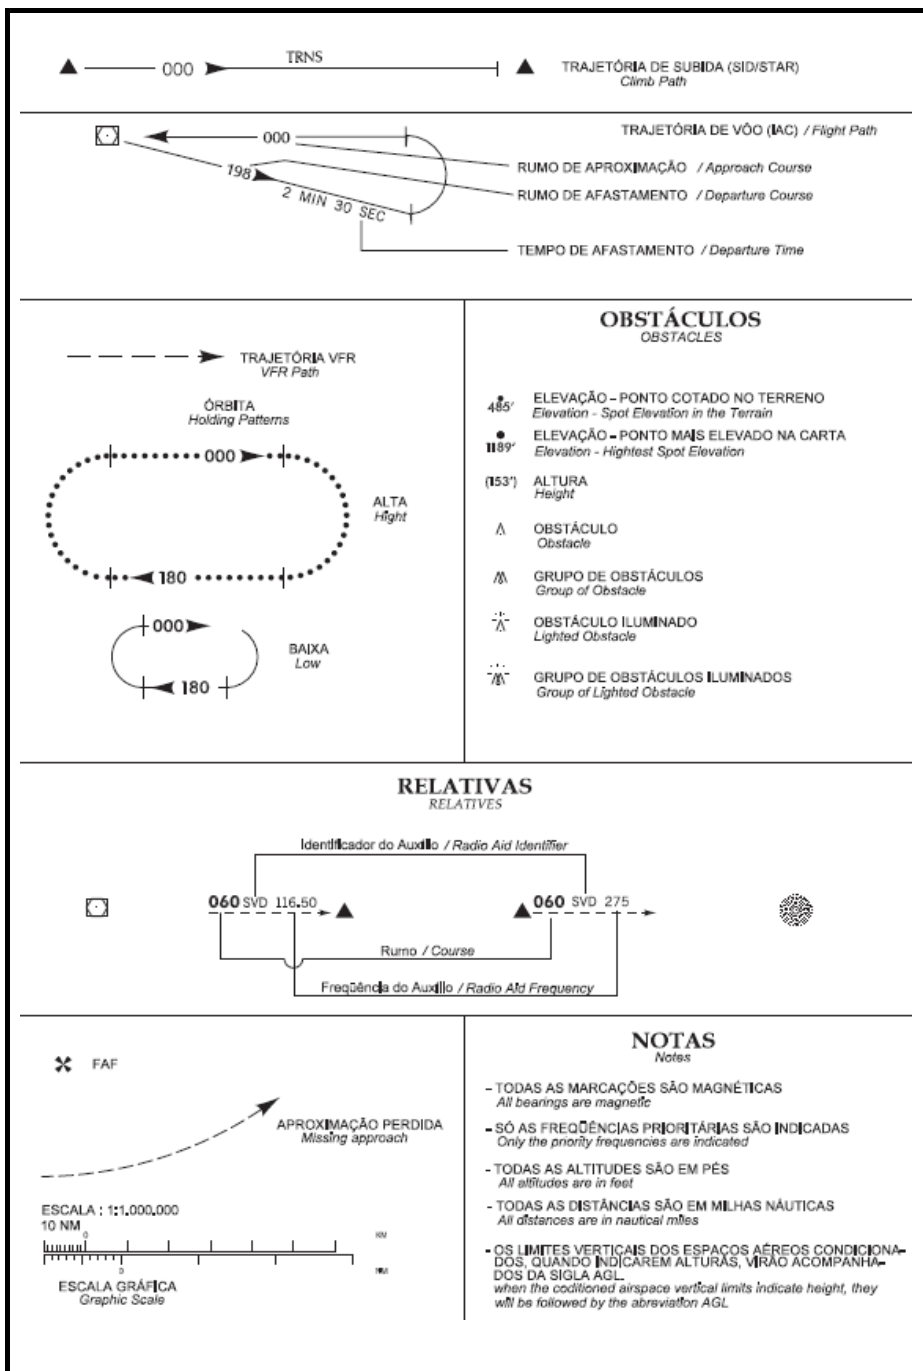 000
TRNS
TRAJETÓRIA DE SUBIDA (SID/STAR)
Climb Path
000
TRAJETÓRIA DE VÔO (IAC) / Flight Path
RUMO DE APROXIMAÇÃO / Approach Course
198
RUMO DE AFASTAMENTO / Departure Course
2 MIN 30 SEC
TEMPO DE AFASTAMENTO / Departure Time
TRAJETÓRIA VFR
VFR Path
ÓRBITA
Holding Patterns
000
ALTA
Hight
180
000
BAIXA
Low
180
OBSTÁCULOS
OBSTACLES
485'
ELEVAÇÃO – PONTO COTADO NO TERRENO
Elevation - Spot Elevation in the Terrain
1189'
ELEVAÇÃO – PONTO MAIS ELEVADO NA CARTA
Elevation - Highest Spot Elevation
(153')
ALTURA
Height
OBSTÁCULO
Obstacle
GRUPO DE OBSTÁCULOS
Group of Obstacle
OBSTÁCULO ILUMINADO
Lighted Obstacle
GRUPO DE OBSTÁCULOS ILUMINADOS
Group of Lighted Obstacle
RELATIVAS
RELATIVES
Identificador do Auxílio / Radio Aid Identifier
060 SVD 116.50
060 SVD 275
Rumo / Course
Freqüência do Auxílio / Radio Aid Frequency
FAF
APROXIMAÇÃO PERDIDA
Missing approach
ESCALA : 1:1.000.000
10 NM
0
KM
0
NM
ESCALA GRÁFICA
Graphic Scale
NOTAS
Notes
– TODAS AS MARCAÇÕES SÃO MAGNÉTICAS
All bearings are magnetic
– SÓ AS FREQÜÊNCIAS PRIORITÁRIAS SÃO INDICADAS
Only the priority frequencies are indicated
– TODAS AS ALTITUDES SÃO EM PÉS
All altitudes are in feet
– TODAS AS DISTÂNCIAS SÃO EM MILHAS NÁUTICAS
All distances are in nautical miles
– OS LIMITES VERTICAIS DOS ESPAÇOS AÉREOS CONDICIONA–
DOS, QUANDO INDICAREM ALTURAS, VIRÃO ACOMPANHA–
DOS DA SIGLA AGL.
when the coditioned airspace vertical limits indicate height, they
will be followed by the abreviation AGL